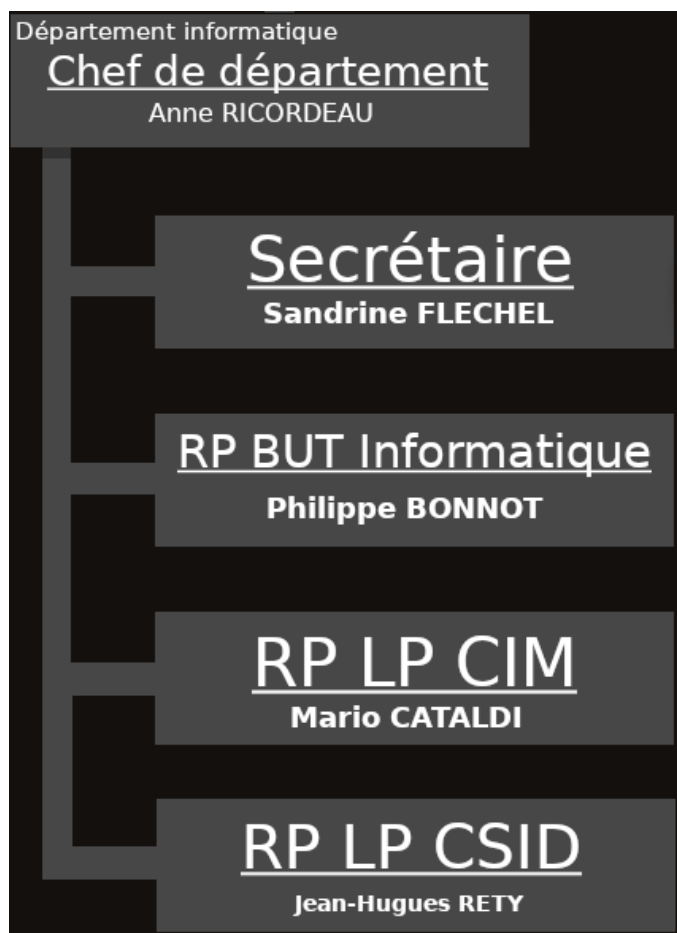 Département informatique
Chef de département
Anne RICORDEAU
Secrétaire
Sandrine FLECHEL
RP BUT Informatique
Philippe BONNOT
RP LP CIM
Mario CATALDI
RP LP CSID
Jean-Hugues RETY